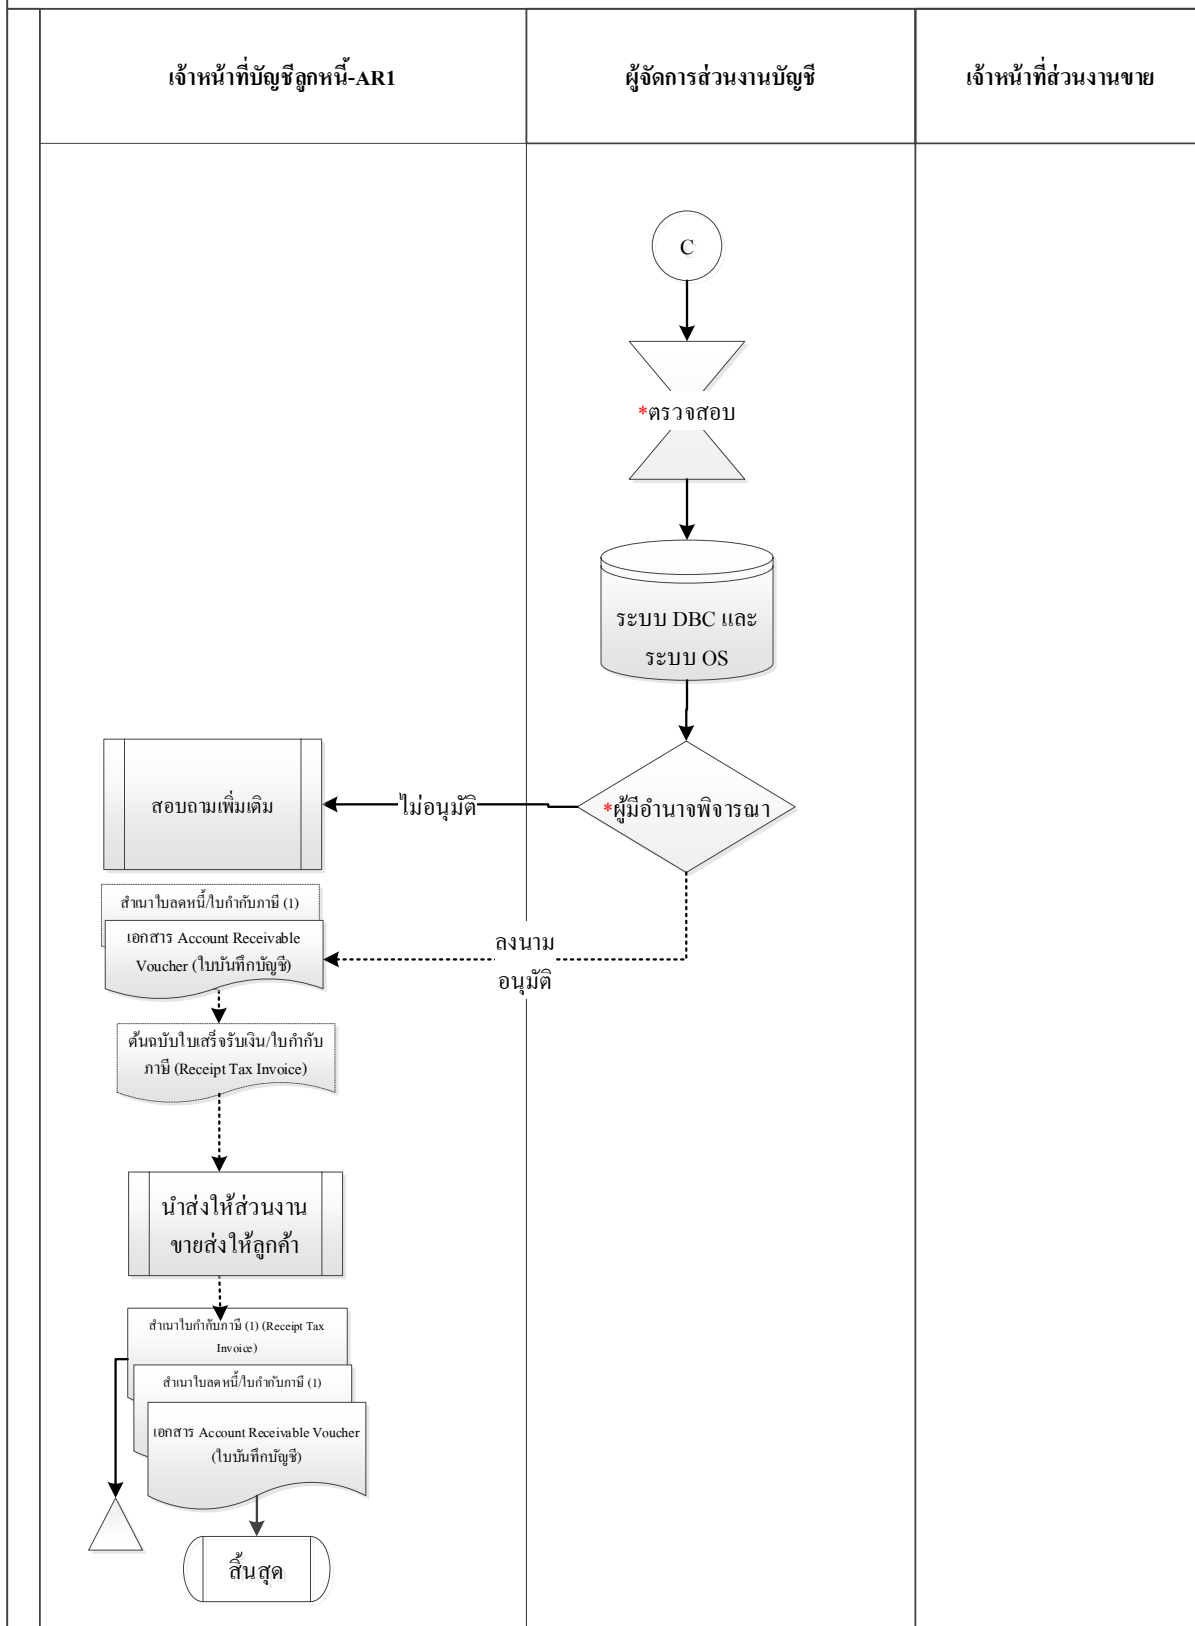 เจ้าหน้าที่บัญชีลูกหนี้-AR1
ผู้จัดการส่วนงานบัญชี
เจ้าหน้าที่ส่วนงานขาย
C
*ตรวจสอบ
ระบบ DBC และ
ระบบ OS
*ผู้มีอำนาจพิจารณา
ไม่อนุมัติ
สอบถามเพิ่มเติม
ลงนาม
อนุมัติ
สำเนาใบลดหนี้/ใบกำกับภาษี (1)
เอกสาร Account Receivable
Voucher (ใบบันทึกบัญชี)
ต้นฉบับใบเสร็จรับเงิน/ใบกำกับ
ภาษี (Receipt Tax Invoice)
นำส่งให้ส่วนงาน
ขายส่งให้ลูกค้า
สำเนาใบกำกับภาษี (1) (Receipt Tax
Invoice)
สำเนาใบลดหนี้/ใบกำกับภาษี (1)
เอกสาร Account Receivable Voucher
(ใบบันทึกบัญชี)
สิ้นสุด